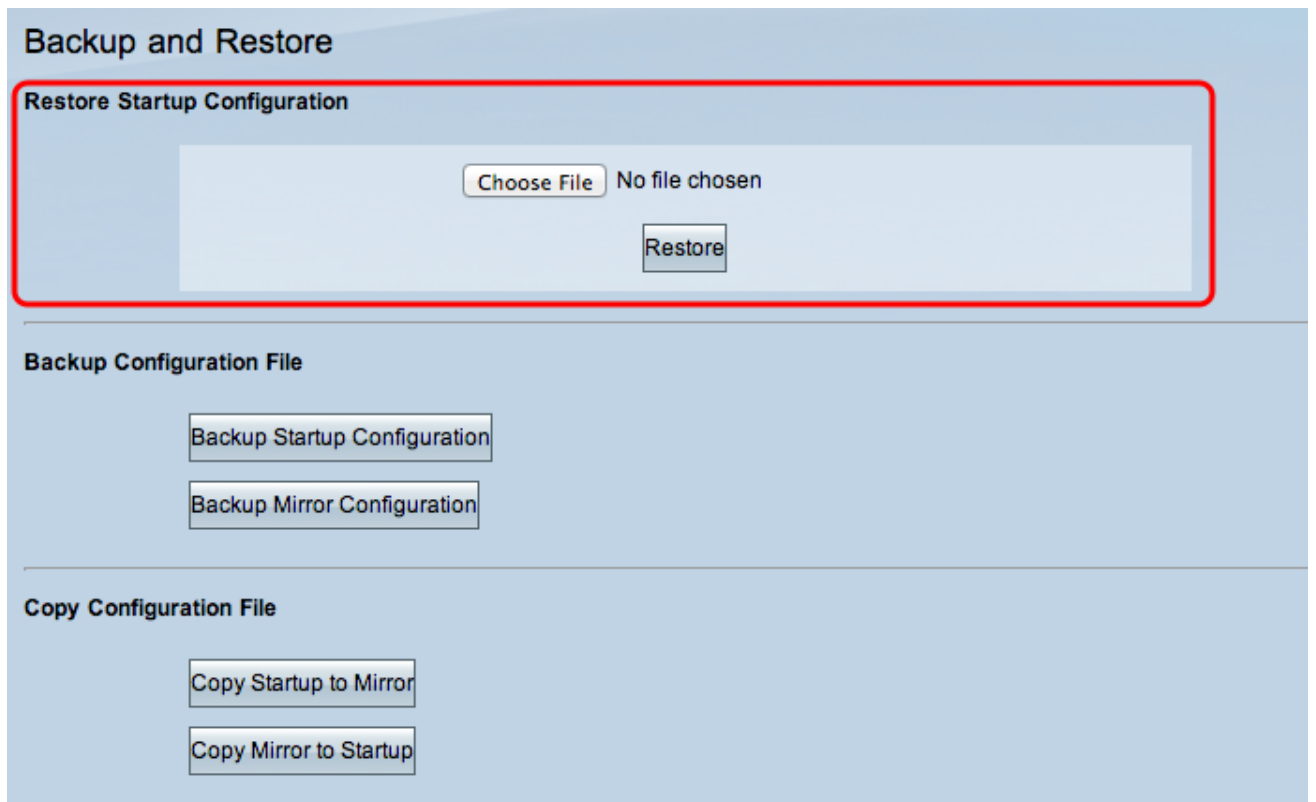 Backup and Restore
Restore Startup Configuration
Choose File No file chosen
Restore
Backup Configuration File
Backup Startup Configuration
Backup Mirror Configuration
Copy Configuration File
Copy Startup to Mirror
Copy Mirror to Startup